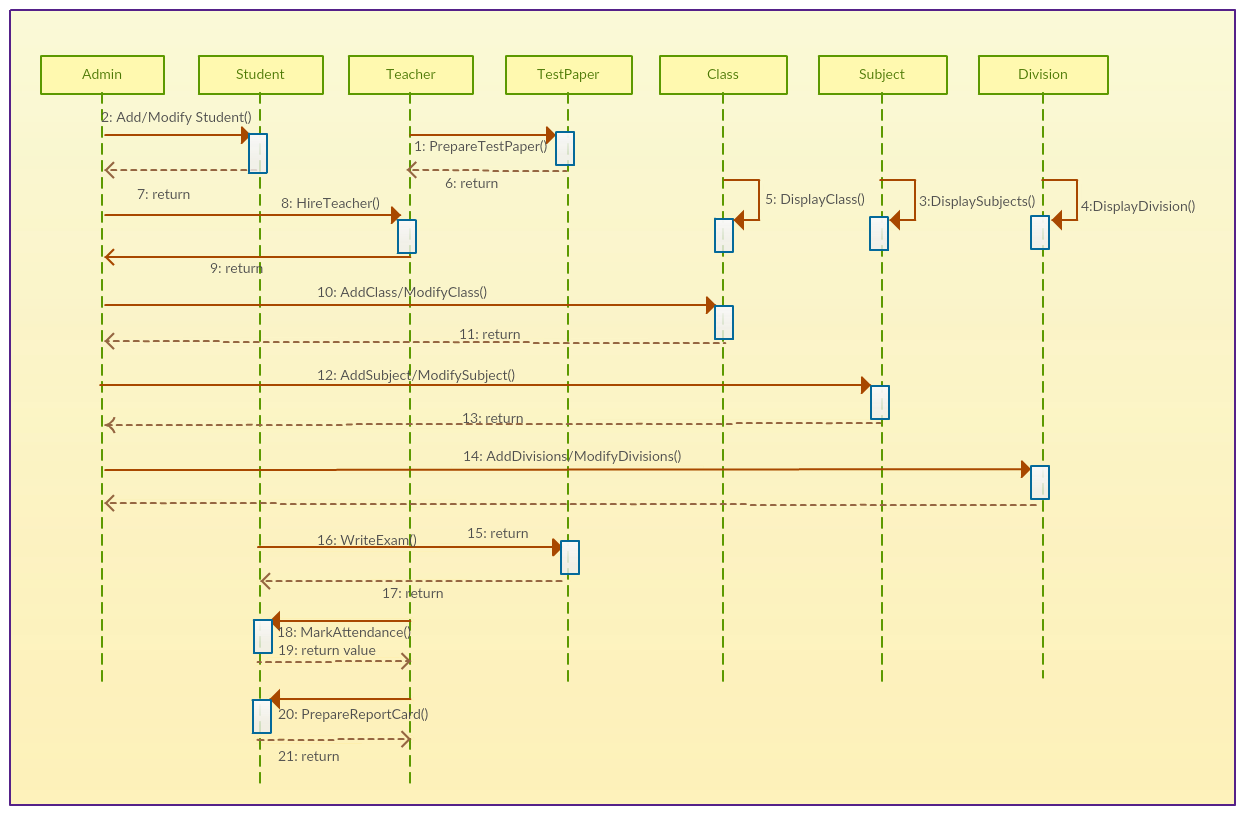 Admin
Student
Teacher
TestPaper
Class
Subject
Division
2: Add/Modify Student()
1: PrepareTestPaper()
6: return
7: return
5: DisplayClass()
3:DisplaySubjects()
4:DisplayDivision()
8: HireTeacher()
9: return
10: AddClass/ModifyClass()
11: return
12: AddSubject/ModifySubject()
13: return
14: AddDivisions/ModifyDivisions()
15: return
16: WriteExam()
17: return
18: MarkAttendance()
19: return value
20: PrepareReportCard()
21: return